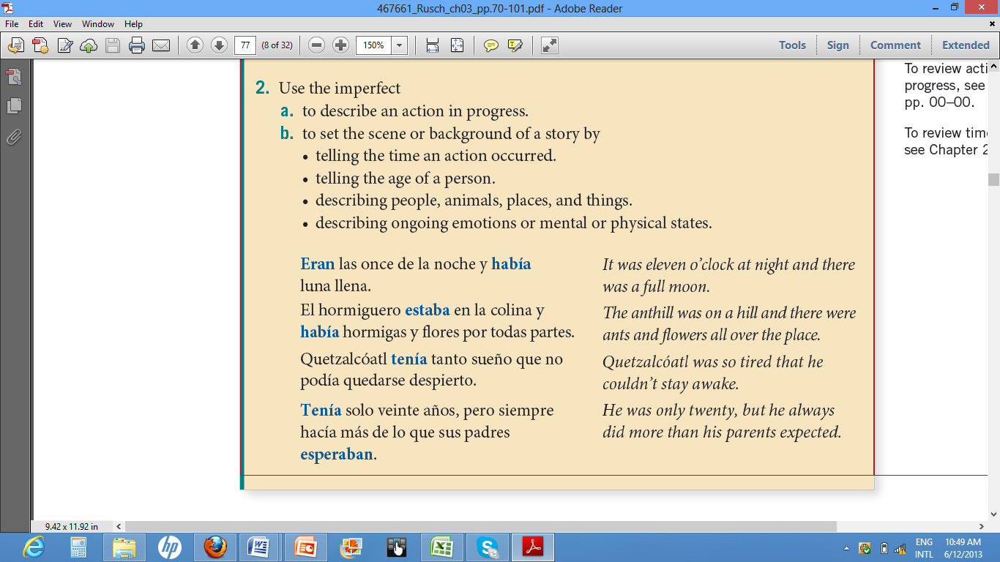 467661_Rusch_ch03_pp.70-101.pdf - Adobe Reader
File Edit View Window Help
77 (8 of 32) 150% Tools Sign Comment Extended
2. Use the imperfect
a. to describe an action in progress.
b. to set the scene or background of a story by
• telling the time an action occurred.
• telling the age of a person.
• describing people, animals, places, and things.
• describing ongoing emotions or mental or physical states.
Eran las once de la noche y había
luna llena.
It was eleven o'clock at night and there
was a full moon.
El hormiguero estaba en la colina y
había hormigas y flores por todas partes.
The anthill was on a hill and there were
ants and flowers all over the place.
Quetzalcóatl tenía tanto sueño que no
podía quedarse despierto.
Quetzalcóatl was so tired that he
couldn't stay awake.
Tenía solo veinte años, pero siempre
hacía más de lo que sus padres
esperaban.
He was only twenty, but he always
did more than his parents expected.
To review acti
progress, see
pp. 00–00.
To review time
see Chapter 2
9.42 x 11.92 in
hp
ENG
INTL
10:49 AM
6/12/2013